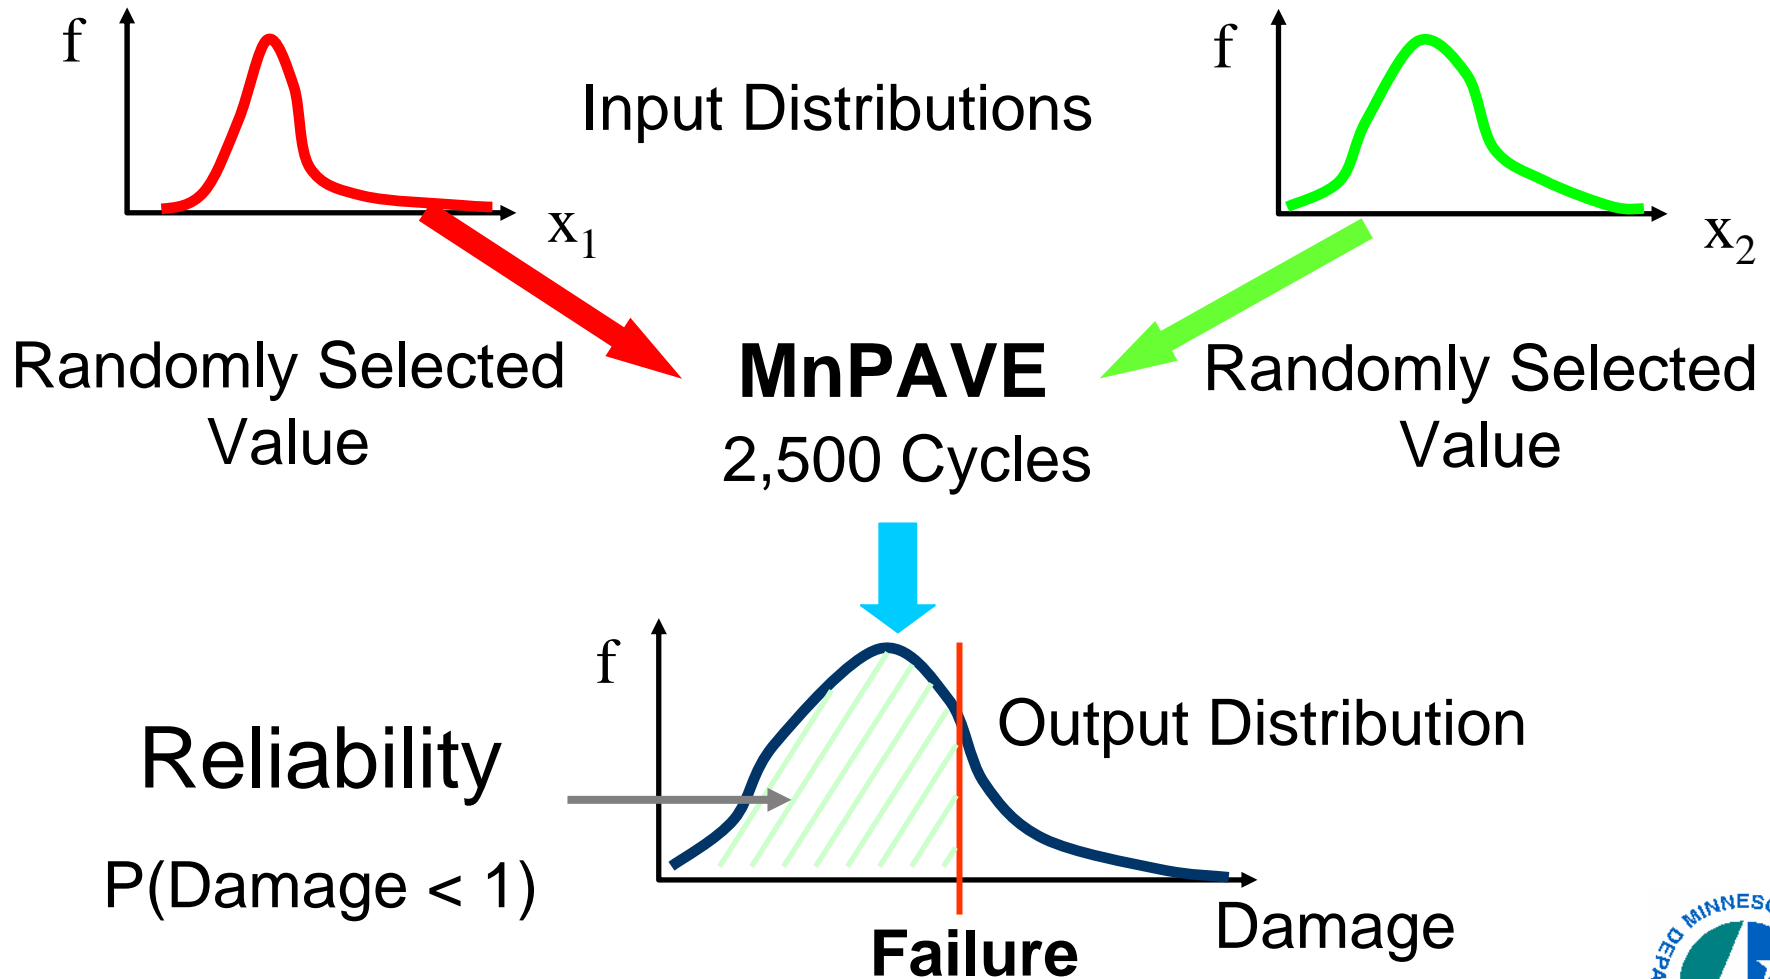 f
Input Distributions
f
x₁
x₂
Randomly Selected
Value
MnPAVE
2,500 Cycles
Randomly Selected
Value
f
Output Distribution
Reliability
P(Damage < 1)
Damage
Failure